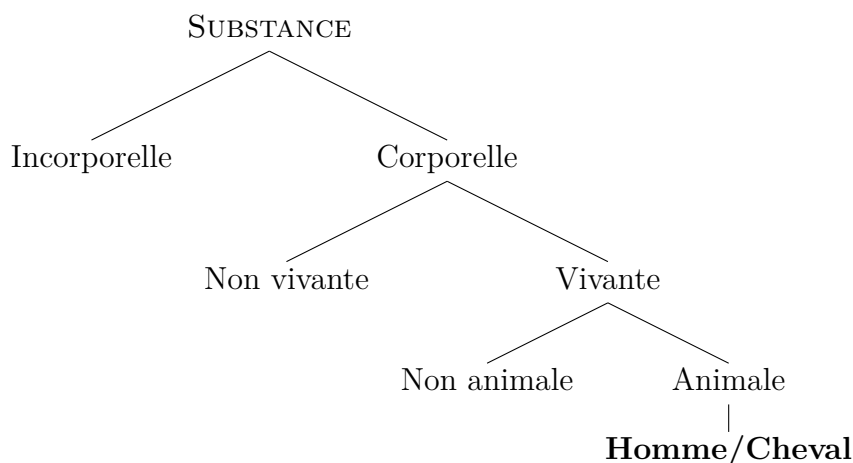 SUBSTANCE
Incorporelle Corporelle
Non vivante Vivante
Non animale Animale
Homme/Cheval